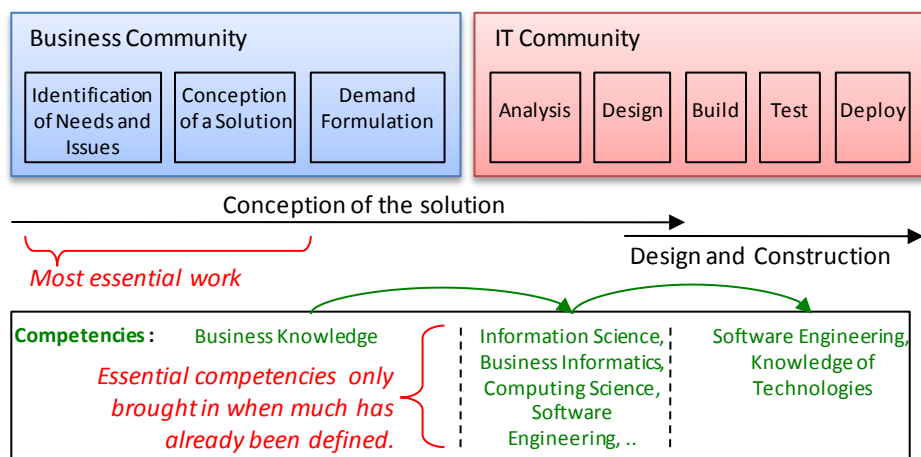 Business Community
IT Community
Identification
of Needs and
Issues
Conception
of a Solution
Demand
Formulation
Analysis
Design
Build
Test
Deploy
Conception of the solution
Design and Construction
Most essential work
Competencies :
Business Knowledge
Essential competencies only
brought in when much has
already been defined.
Information Science,
Business Informatics,
Computing Science,
Software
Engineering, ..
Software Engineering,
Knowledge of
Technologies